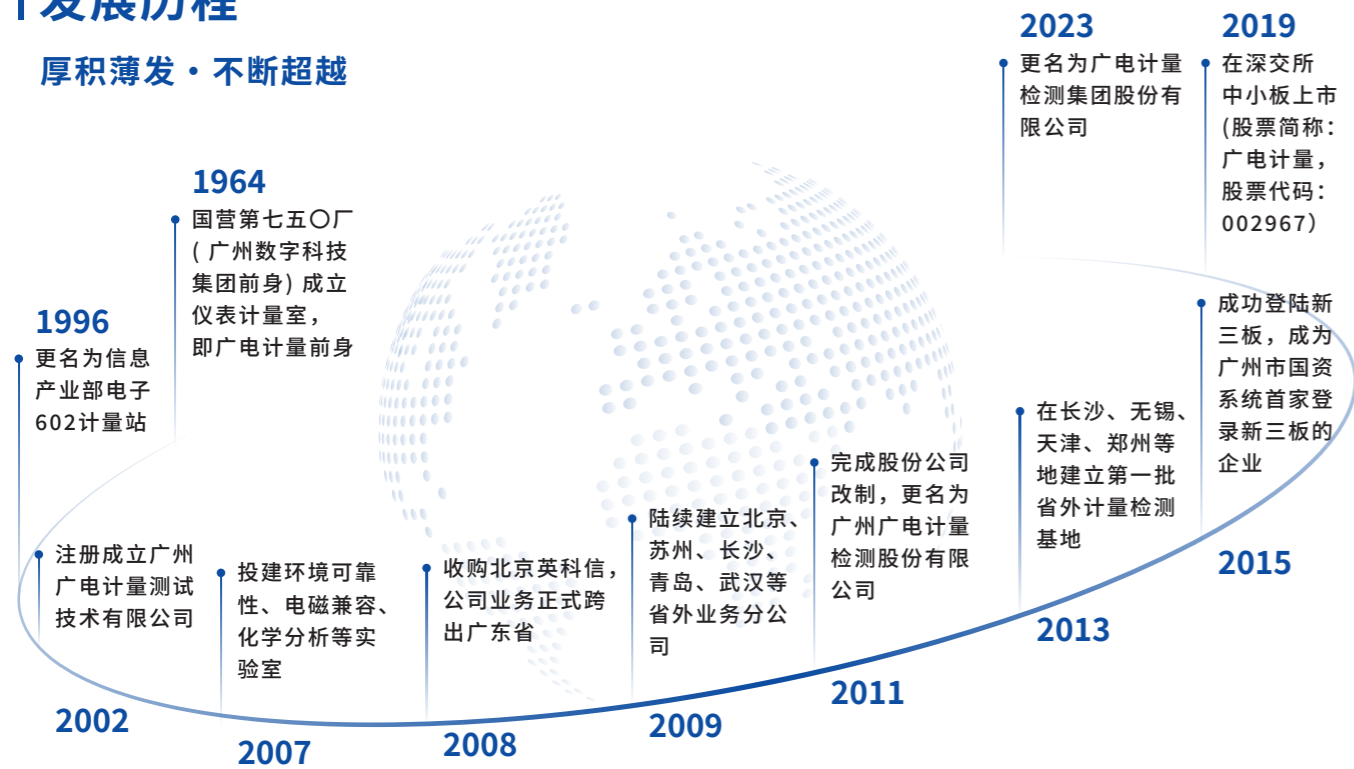 发展历程
厚积薄发·不断超越
1964
国营第七五〇厂
( 广州数字科技
集团前身) 成立
仪表计量室，
即广电计量前身
1996
更名为信息
产业部电子
602计量站
注册成立广州
广电计量测试
技术有限公司
2002
投建环境可靠
性、电磁兼容、
化学分析等实
验室
2007
收购北京英科信，
公司业务正式跨
出广东省
2008
陆续建立北京、
苏州、长沙、
青岛、武汉等
省外业务分公
司
2009
完成股份公司
改制，更名为
广州广电计量
检测股份有限
公司
2011
在长沙、无锡、
天津、郑州等
地建立第一批
省外计量检测
基地
2013
成功登陆新
三板，成为
广州市国资
系统首家登
录新三板的
企业
2015
2019
在深交所
中小板上市
(股票简称：
广电计量，
股票代码：
002967）
2023
更名为广电计量
检测集团股份有
限公司